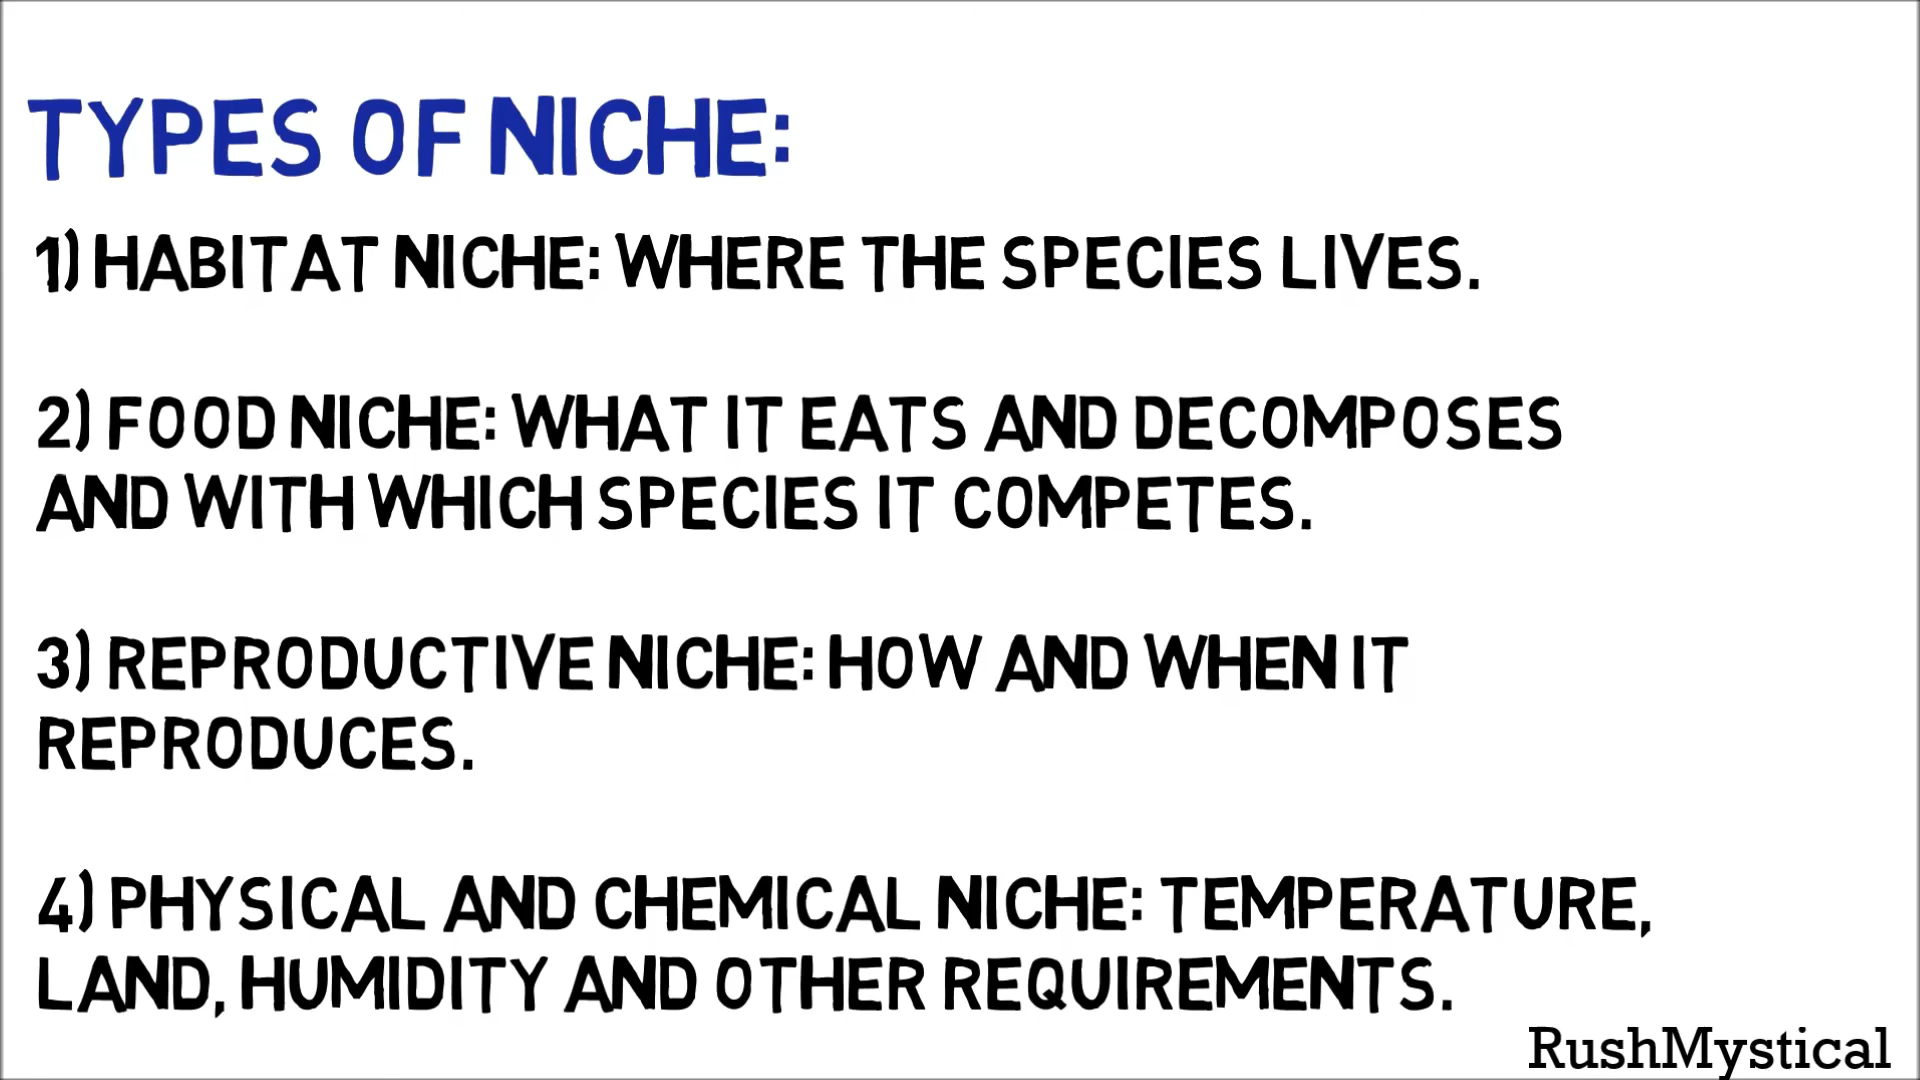 TYPES OF NICHE:
1) HABITAT NICHE: WHERE THE SPECIES LIVES.
2) FOOD NICHE: WHAT IT EATS AND DECOMPOSES
AND WITH WHICH SPECIES IT COMPETES.
3) REPRODUCTIVE NICHE: HOW AND WHEN IT
REPRODUCES.
4) PHYSICAL AND CHEMICAL NICHE: TEMPERATURE,
LAND, HUMIDITY AND OTHER REQUIREMENTS.
RushMystical